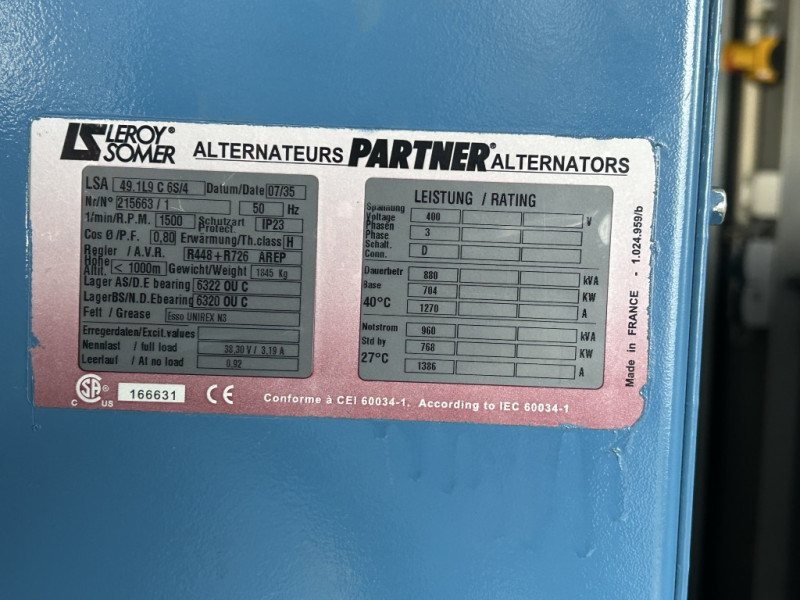 LS LEROY® SOMER ALTERNATEURS PARTNER® ALTERNATORS
LSA 49.1L9 C 6S/4 Datum/Date 07/35
Nr/N° 215663 / 1 50 Hz
1/min/R.P.M. 1500 Schutzart Protect. IP23
Cos Ø /P.F. 0,80 Erwärmung/Th.class H
Regler / A.V.R. R448+R726 AREP
Höhe Altit. < 1000m Gewicht/Weight 1845 Kg
Lager AS/D.E bearing 6322 OU C
LagerBS/N.D.Ebearing 6320 OU C
Fett / Grease Esso UNIREX N3
Erregerdaten/Excit.values
Nennlast / full load 38,30 V / 3,19 A
Leerlauf / At no load 0.92
LEISTUNG / RATING
Spannung Voltage 400 V
Phasen Phase 3
Schalt. Conn. D
Dauerbetr 880 kVA
Base 704 KW
40°C 1270 A
Notstrom 960 kVA
Std by 768 KW
27°C 1386 A
C SA® US 166631 CE Conforme à CEI 60034-1. According to IEC 60034-1
Made in FRANCE - 1.024.959/b